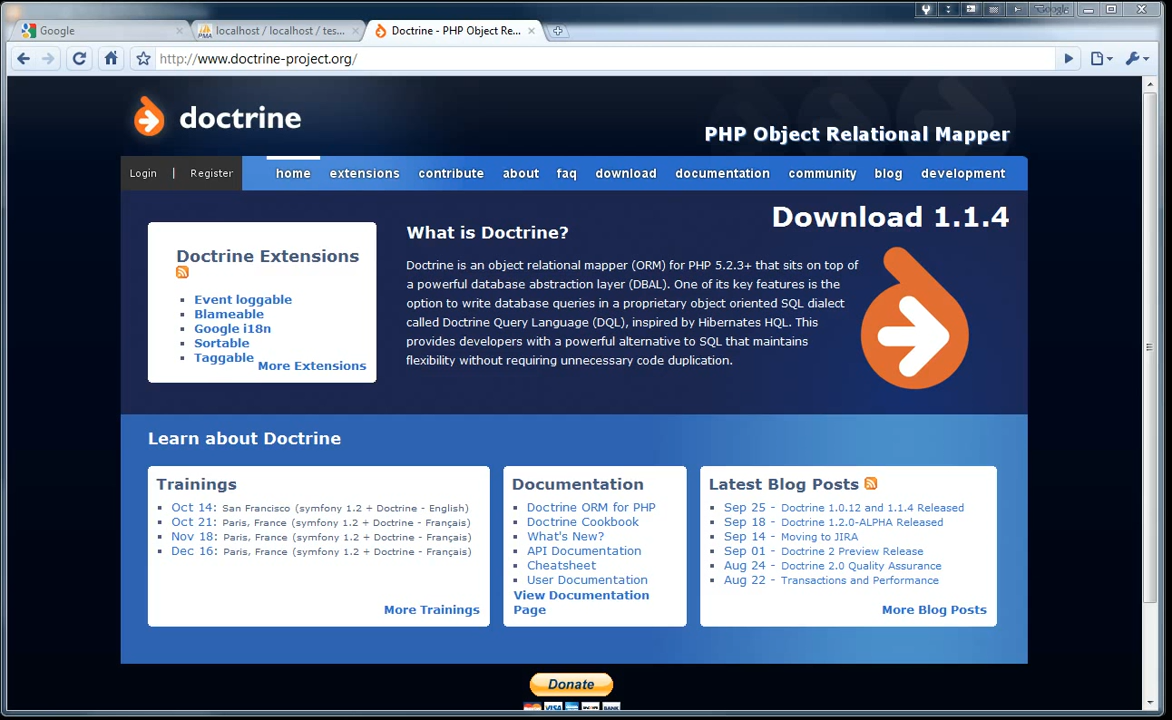 Google
Google
localhost / localhost / tes...
Doctrine - PHP Object Re...
http://www.doctrine-project.org/
doctrine
PHP Object Relational Mapper
Login | Register
home extensions contribute about faq download documentation community blog development
Download 1.1.4
Doctrine Extensions
Event loggable
Blameable
Google i18n
Sortable
Taggable
More Extensions
What is Doctrine?
Doctrine is an object relational mapper (ORM) for PHP 5.2.3+ that sits on top of
a powerful database abstraction layer (DBAL). One of its key features is the
option to write database queries in a proprietary object oriented SQL dialect
called Doctrine Query Language (DQL), inspired by Hibernates HQL. This
provides developers with a powerful alternative to SQL that maintains
flexibility without requiring unnecessary code duplication.
Learn about Doctrine
Trainings
Oct 14: San Francisco (symfony 1.2 + Doctrine - English)
Oct 21: Paris, France (symfony 1.2 + Doctrine - Français)
Nov 18: Paris, France (symfony 1.2 + Doctrine - Français)
Dec 16: Paris, France (symfony 1.2 + Doctrine - Français)
More Trainings
Documentation
Doctrine ORM for PHP
Doctrine Cookbook
What's New?
API Documentation
Cheatsheet
User Documentation
View Documentation
Page
Latest Blog Posts
Sep 25 - Doctrine 1.0.12 and 1.1.4 Released
Sep 18 - Doctrine 1.2.0-ALPHA Released
Sep 14 - Moving to JIRA
Sep 01 - Doctrine 2 Preview Release
Aug 24 - Doctrine 2.0 Quality Assurance
Aug 22 - Transactions and Performance
More Blog Posts
Donate
VISA